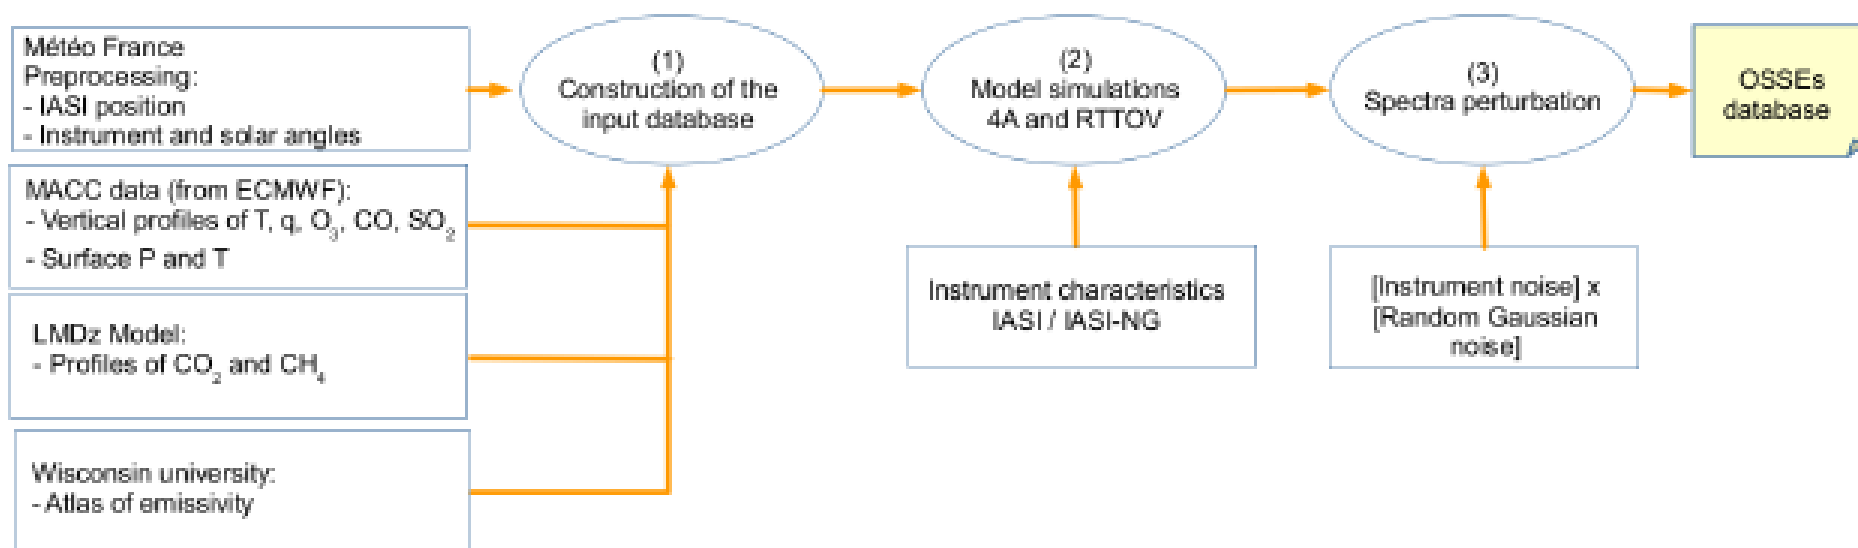 Météo France
Preprocessing:
- IASI position
- Instrument and solar angles
MACC data (from ECMWF):
- Vertical profiles of T, q, O₃, CO, SO₂
- Surface P and T
LMDz Model:
- Profiles of CO₂ and CH₄
Wisconsin university:
- Atlas of emissivity
(1)
Construction of the
input database
(2)
Model simulations
4A and RTTOV
Instrument characteristics
IASI / IASI-NG
(3)
Spectra perturbation
[Instrument noise] x
[Random Gaussian
noise]
OSSEs
database